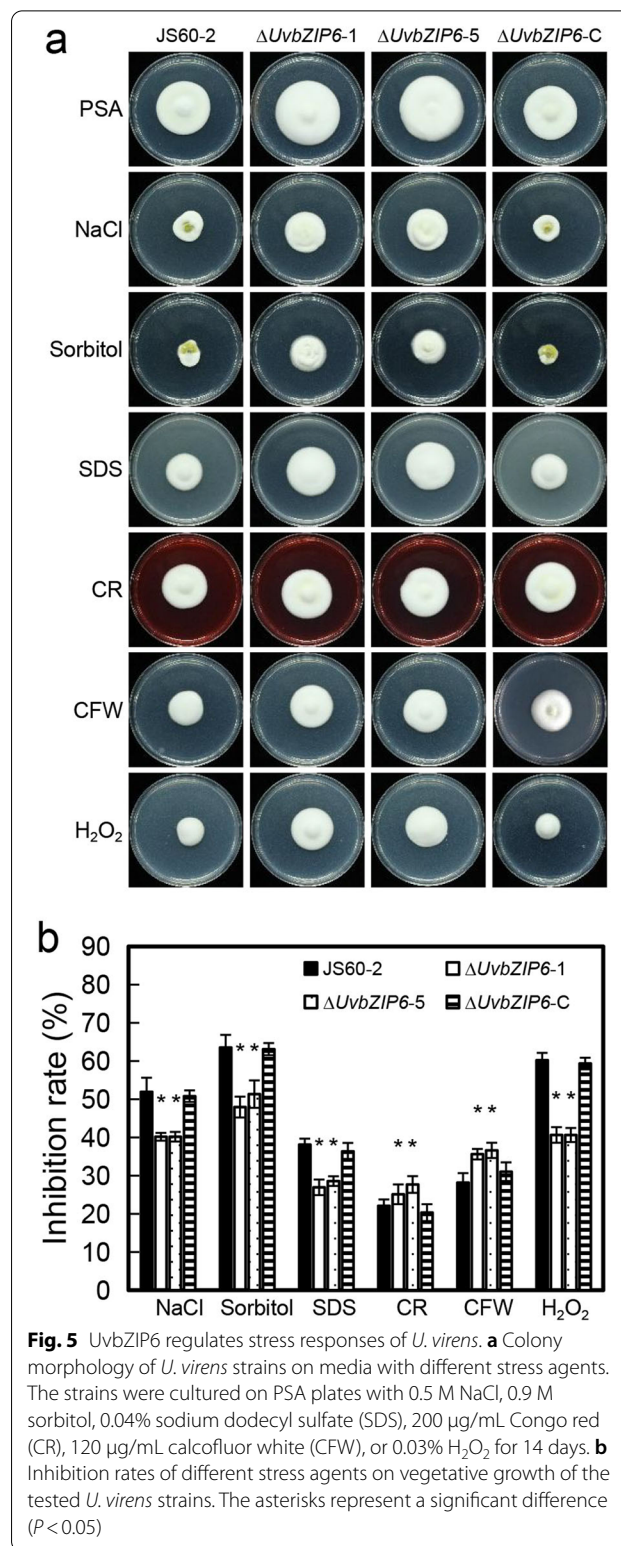 a
JS60-2 ΔUvbZIP6-1 ΔUvbZIP6-5 ΔUvbZIP6-C
PSA
NaCl
Sorbitol
SDS
CR
CFW
H₂O₂
b
90
80
70
60
50
40
30
20
10
0
Inhibition rate (%)
JS60-2 ΔUvbZIP6-1
ΔUvbZIP6-5 ΔUvbZIP6-C
* * * * * * * * * * * *
NaCl Sorbitol SDS CR CFW H₂O₂
Fig. 5 UvbZIP6 regulates stress responses of U. virens. a Colony
morphology of U. virens strains on media with different stress agents.
The strains were cultured on PSA plates with 0.5 M NaCl, 0.9 M
sorbitol, 0.04% sodium dodecyl sulfate (SDS), 200 μg/mL Congo red
(CR), 120 μg/mL calcofluor white (CFW), or 0.03% H₂O₂ for 14 days. b
Inhibition rates of different stress agents on vegetative growth of the
tested U. virens strains. The asterisks represent a significant difference
(P < 0.05)